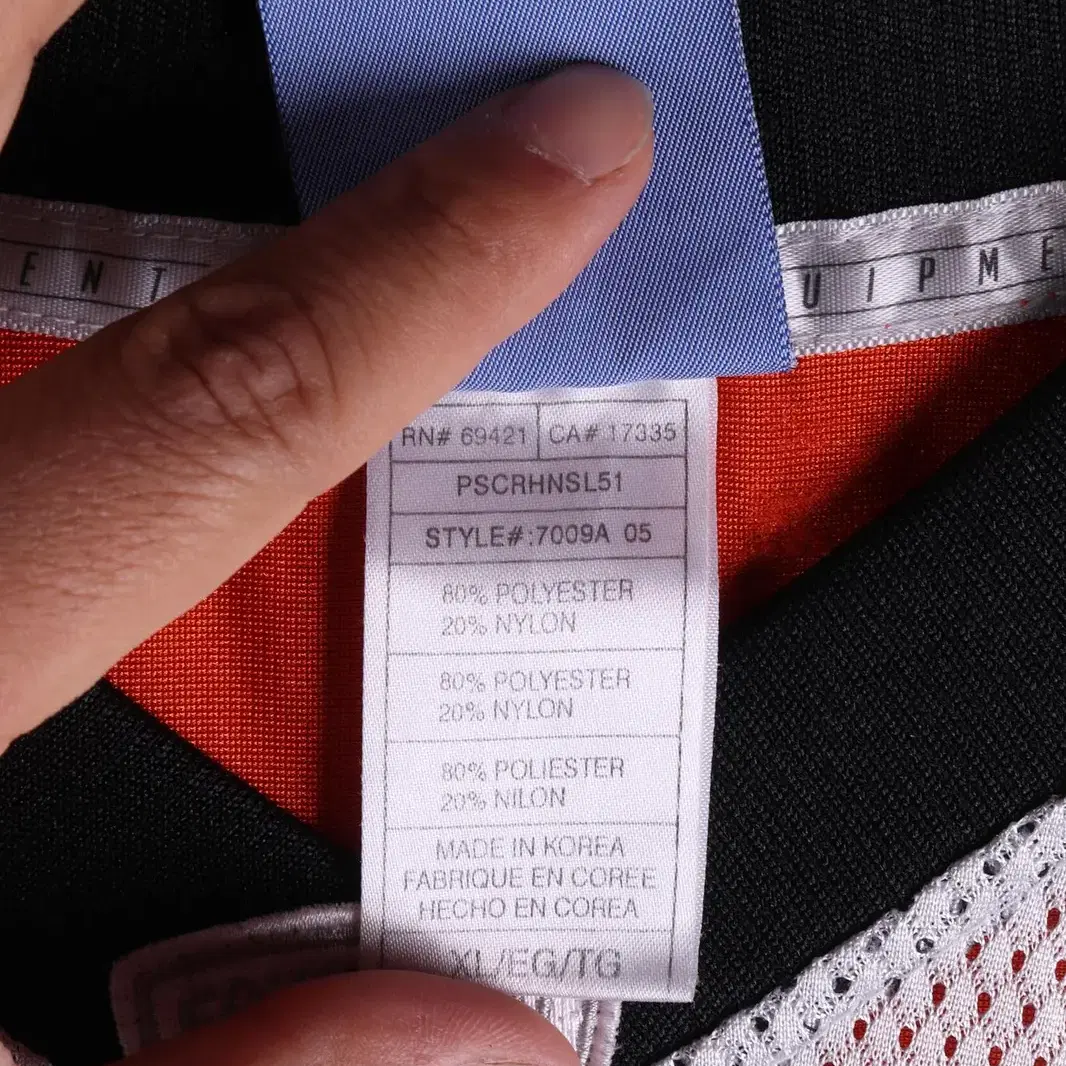 ENT
UIPME
RN# 69421 CA# 17335
PSCRHNSL51
STYLE#:7009A 05
80% POLYESTER
20% NYLON
80% POLYESTER
20% NYLON
80% POLIESTER
20% NILON
MADE IN KOREA
FABRIQUE EN COREE
HECHO EN COREA
XL/EG/TG